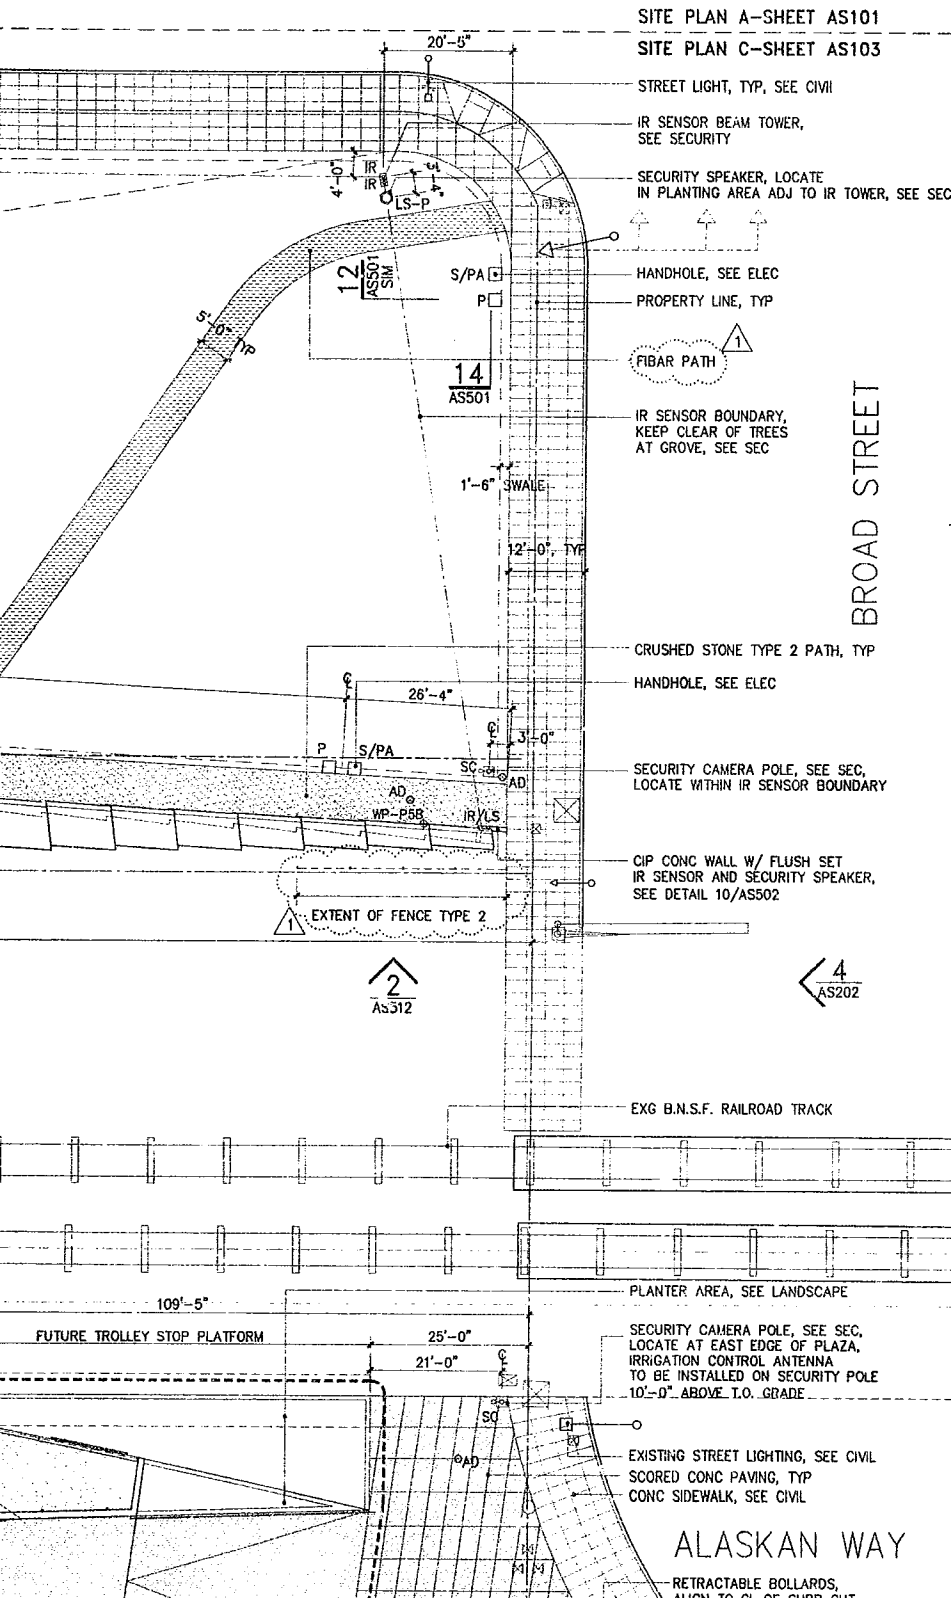 SITE PLAN A-SHEET AS101
SITE PLAN C-SHEET AS103
20'-5"
STREET LIGHT, TYP, SEE CIVIL
IR SENSOR BEAM TOWER,
SEE SECURITY
SECURITY SPEAKER, LOCATE
IN PLANTING AREA ADJ TO IR TOWER, SEE SEC
4'-0"
IR
IR
3'-4"
LS-P
12
AS501
SIM
S/PA
HANDHOLE, SEE ELEC
P
PROPERTY LINE, TYP
5'-0" TYP
1
FIBAR PATH
14
AS501
IR SENSOR BOUNDARY,
KEEP CLEAR OF TREES
AT GROVE, SEE SEC
BROAD STREET
1'-6" SWALE
12'-0", TYP
CRUSHED STONE TYPE 2 PATH, TYP
HANDHOLE, SEE ELEC
26'-4"
3'-0"
P
S/PA
SC
AD
SECURITY CAMERA POLE, SEE SEC,
LOCATE WITHIN IR SENSOR BOUNDARY
AD
WP-P5B
IR/LS
CIP CONC WALL W/ FLUSH SET
IR SENSOR AND SECURITY SPEAKER,
SEE DETAIL 10/AS502
1
EXTENT OF FENCE TYPE 2
2
AS312
4
AS202
EXG B.N.S.F. RAILROAD TRACK
PLANTER AREA, SEE LANDSCAPE
109'-5"
FUTURE TROLLEY STOP PLATFORM
25'-0"
21'-0"
SECURITY CAMERA POLE, SEE SEC,
LOCATE AT EAST EDGE OF PLAZA,
IRRIGATION CONTROL ANTENNA
TO BE INSTALLED ON SECURITY POLE
10'-0" ABOVE T.O. GRADE
SC
AD
EXISTING STREET LIGHTING, SEE CIVIL
SCORED CONC PAVING, TYP
CONC SIDEWALK, SEE CIVIL
ALASKAN WAY
RETRACTABLE BOLLARDS,
ALIGN TO CL OF CURB CUT